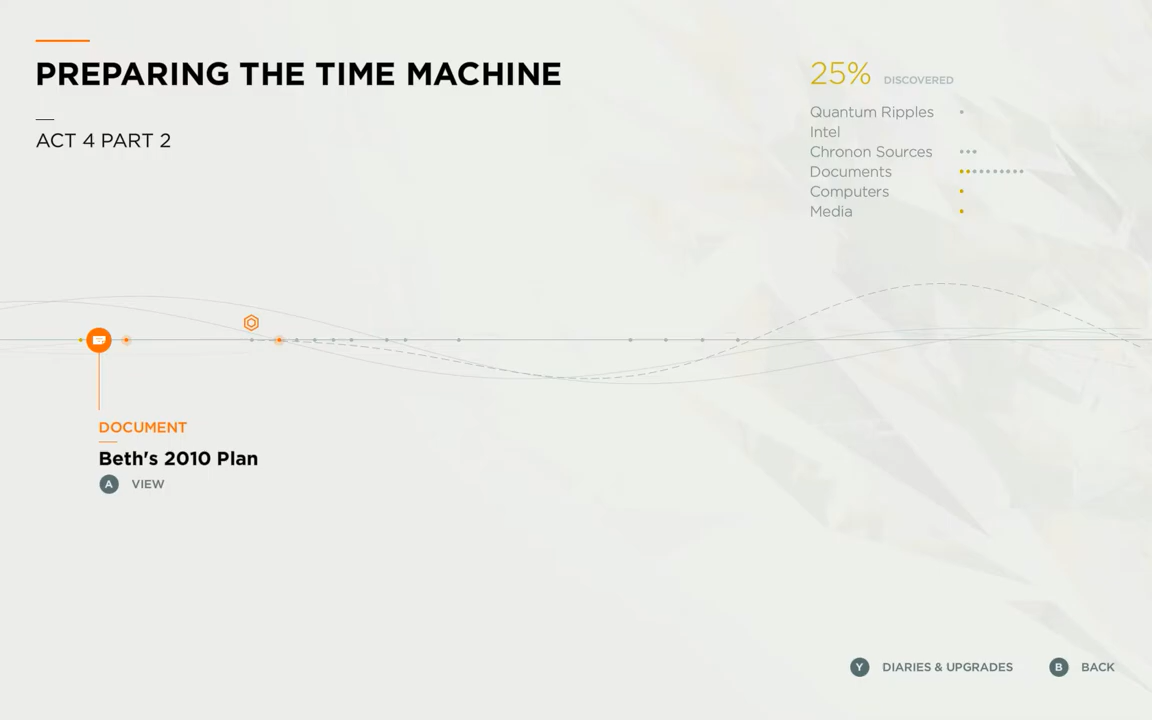 PREPARING THE TIME MACHINE
ACT 4 PART 2
25% DISCOVERED
Quantum Ripples
Intel
Chronon Sources
Documents
Computers
Media
DOCUMENT
Beth's 2010 Plan
A VIEW
Y DIARIES & UPGRADES B BACK